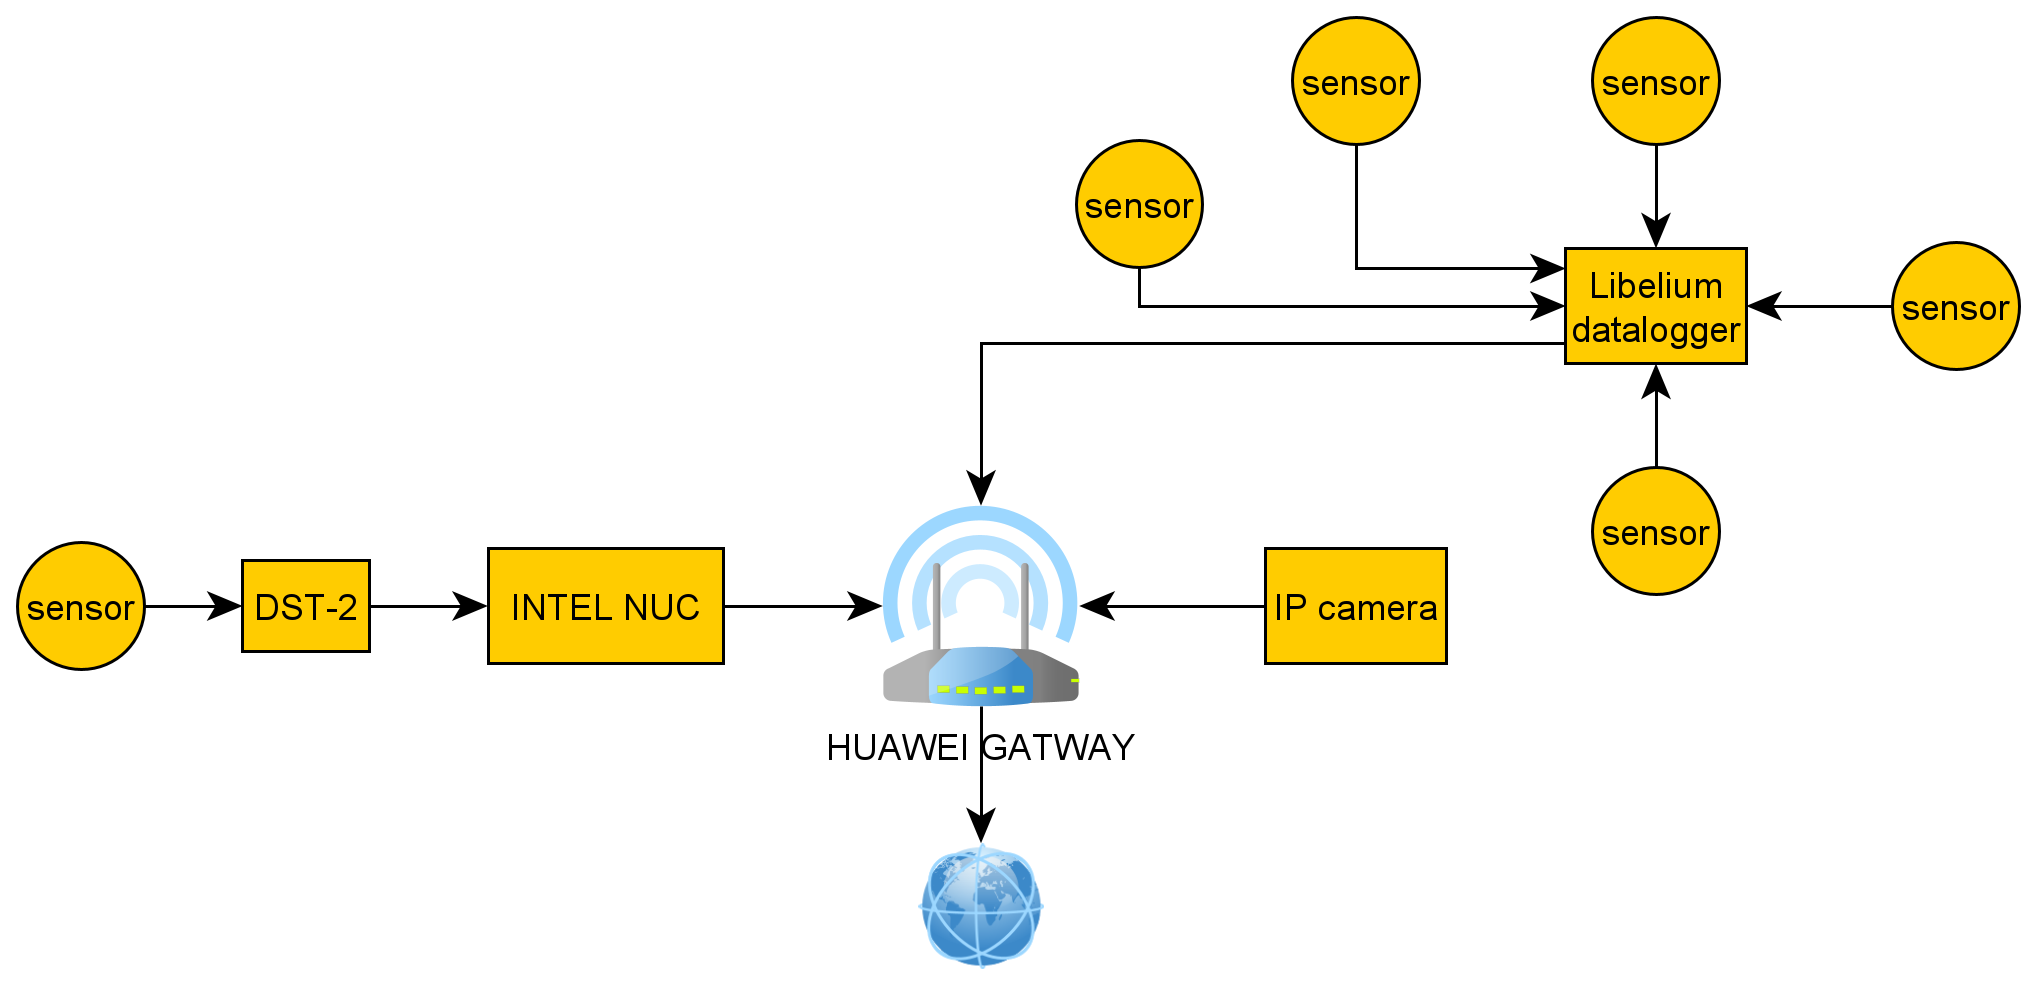 sensor
sensor
sensor
Libelium
datalogger
sensor
sensor
sensor
DST-2
INTEL NUC
IP camera
HUAWEI GATWAY